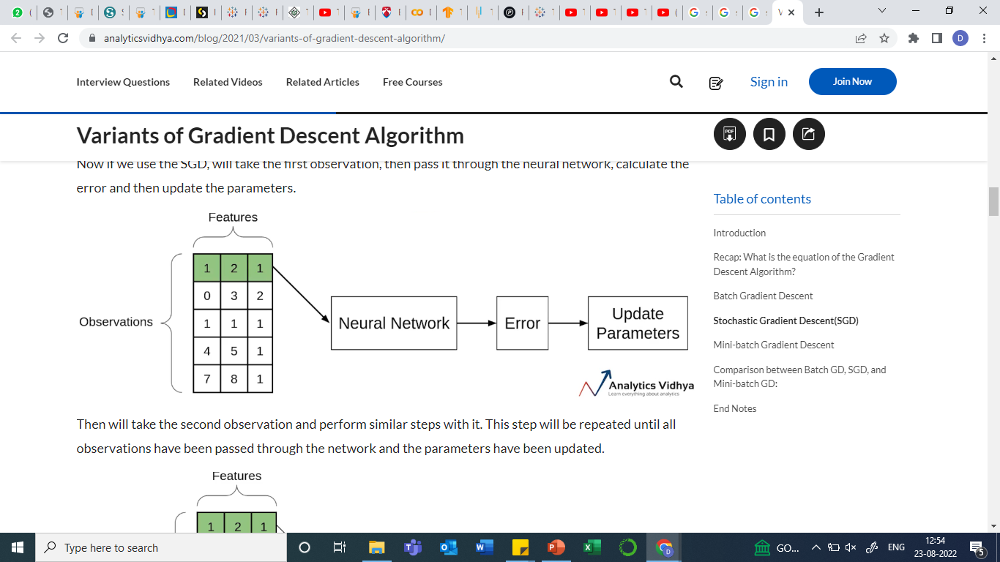 analyticsvidhya.com/blog/2021/03/variants-of-gradient-descent-algorithm/
D
Interview Questions Related Videos Related Articles Free Courses
Sign in Join Now
Variants of Gradient Descent Algorithm
PDF
Now if we use the SGD, will take the first observation, then pass it through the neural network, calculate the
error and then update the parameters.
Features
Observations
1 2 1
0 3 2
1 1 1
4 5 1
7 8 1
Neural Network
Error
Update
Parameters
Analytics Vidhya
Learn everything about analytics
Then will take the second observation and perform similar steps with it. This step will be repeated until all
observations have been passed through the network and the parameters have been updated.
Features
1 2 1
Table of contents
Introduction
Recap: What is the equation of the Gradient
Descent Algorithm?
Batch Gradient Descent
Stochastic Gradient Descent(SGD)
Mini-batch Gradient Descent
Comparison between Batch GD, SGD, and
Mini-batch GD:
End Notes
Type here to search
GO...
ENG
12:54
23-08-2022
5